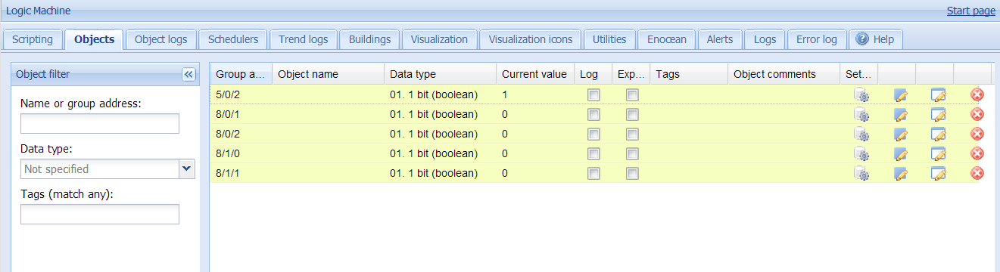 Logic Machine Start page
Scripting Objects Object logs Schedulers Trend logs Buildings Visualization Visualization icons Utilities Enocean Alerts Logs Error log Help
Object filter
Name or group address:
Data type:
Not specified
Tags (match any):
Group a... Object name Data type Current value Log Exp... Tags Object comments Set...
5/0/2 01. 1 bit (boolean) 1
8/0/1 01. 1 bit (boolean) 0
8/0/2 01. 1 bit (boolean) 0
8/1/0 01. 1 bit (boolean) 0
8/1/1 01. 1 bit (boolean) 0